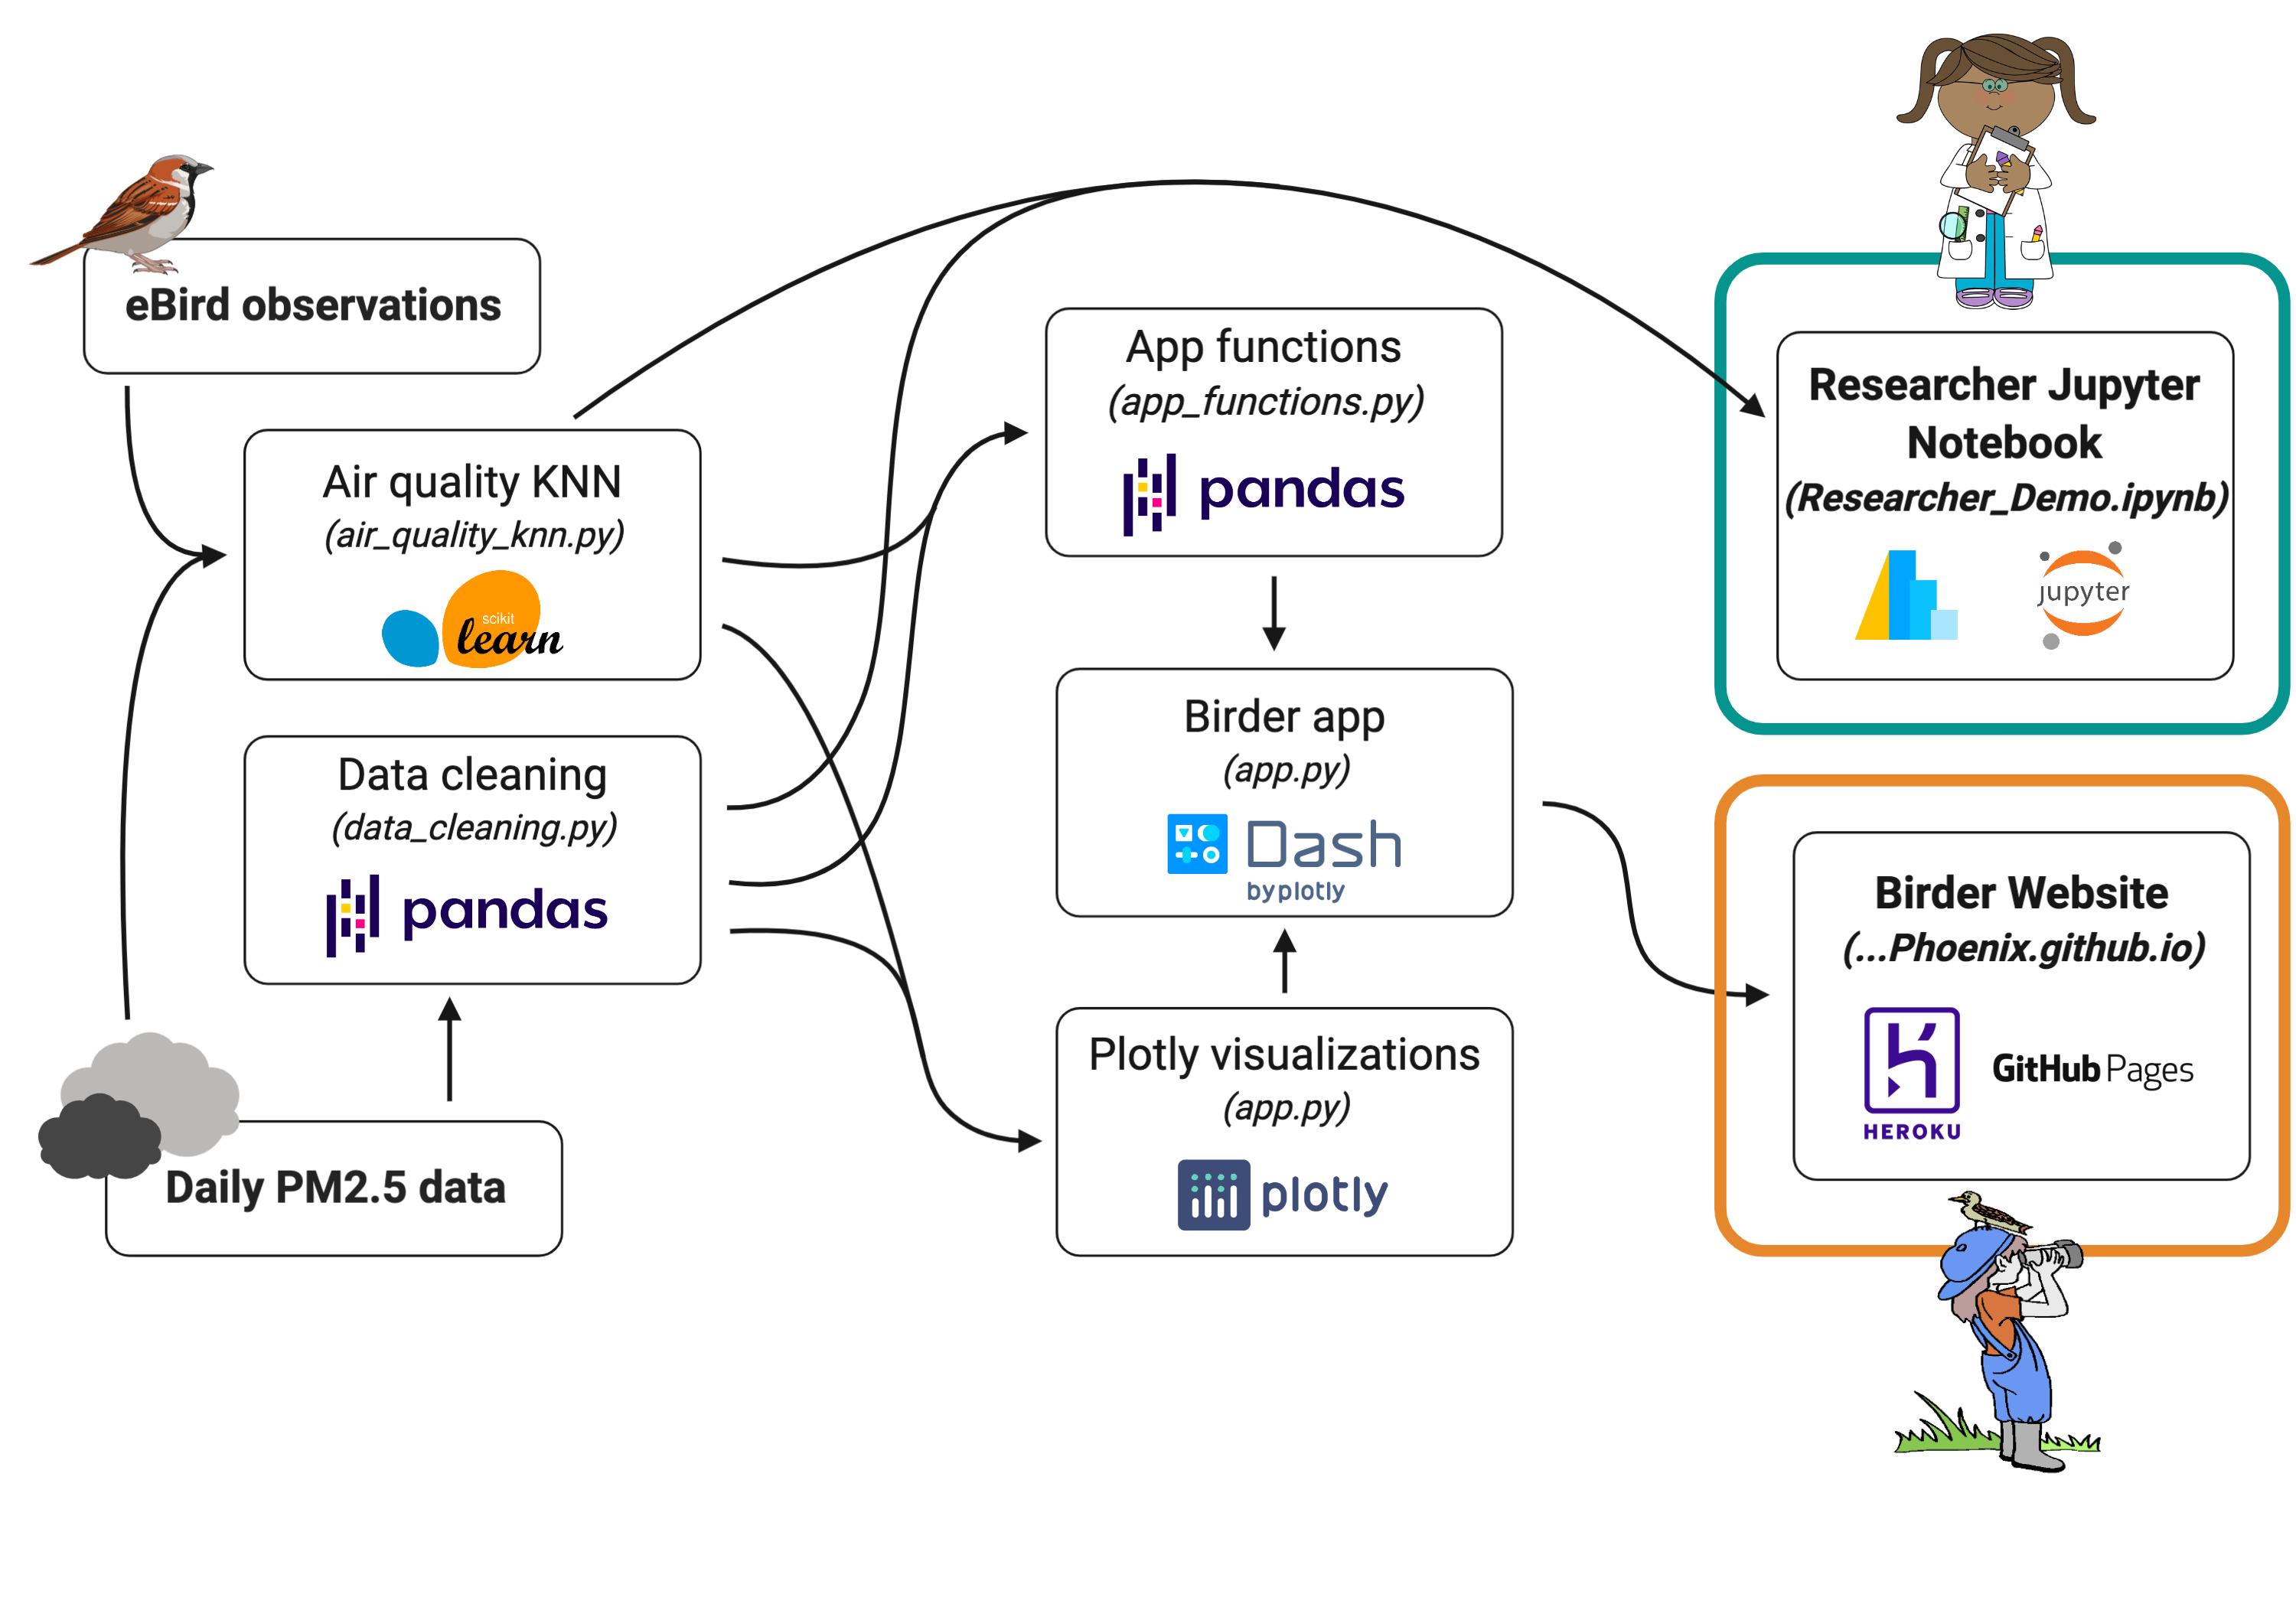 eBird observations
Air quality KNN
(air_quality_knn.py)
scikit
learn
Data cleaning
(data_cleaning.py)
pandas
Daily PM2.5 data
App functions
(app_functions.py)
pandas
Birder app
(app.py)
Dash
by plotly
Plotly visualizations
(app.py)
plotly
Researcher Jupyter
Notebook
(Researcher_Demo.ipynb)
jupyter
Birder Website
(...Phoenix.github.io)
HEROKU
GitHub Pages